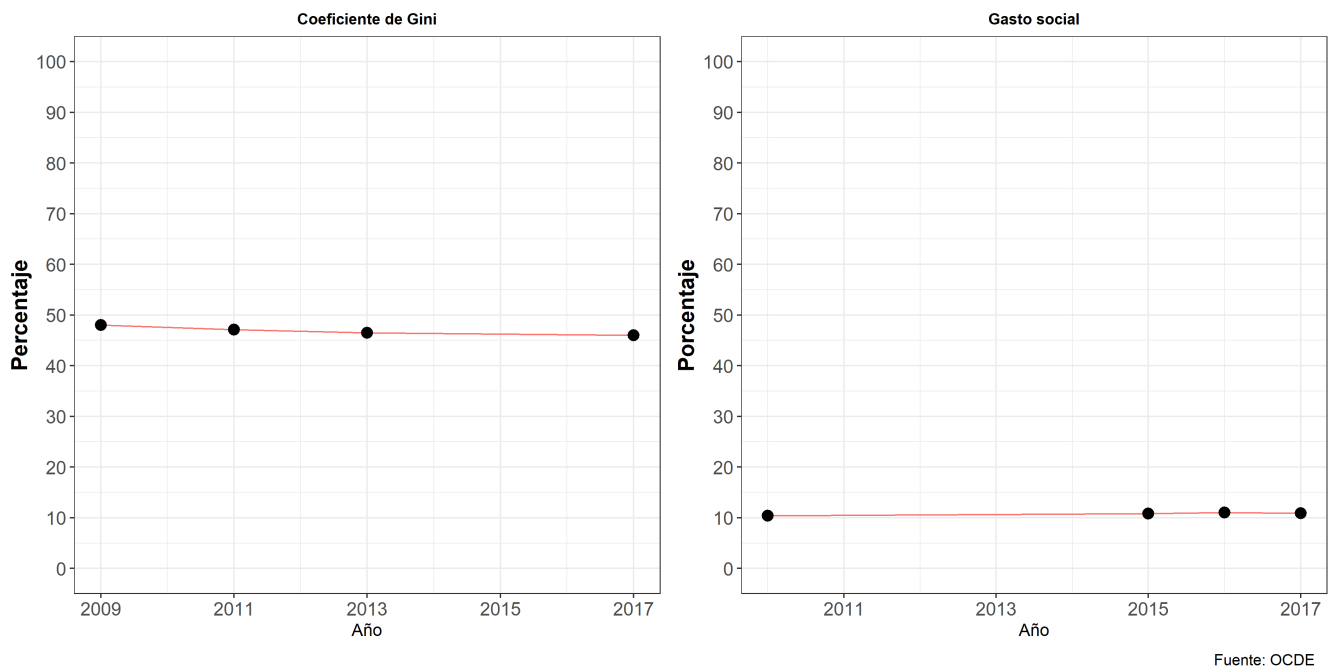 Coeficiente de Gini
100
90
80
70
60
50
40
30
20
10
0
Percentaje
2009 2011 2013 2015 2017
Año
Gasto social
100
90
80
70
60
50
40
30
20
10
0
Porcentaje
2011 2013 2015 2017
Año
Fuente: OCDE